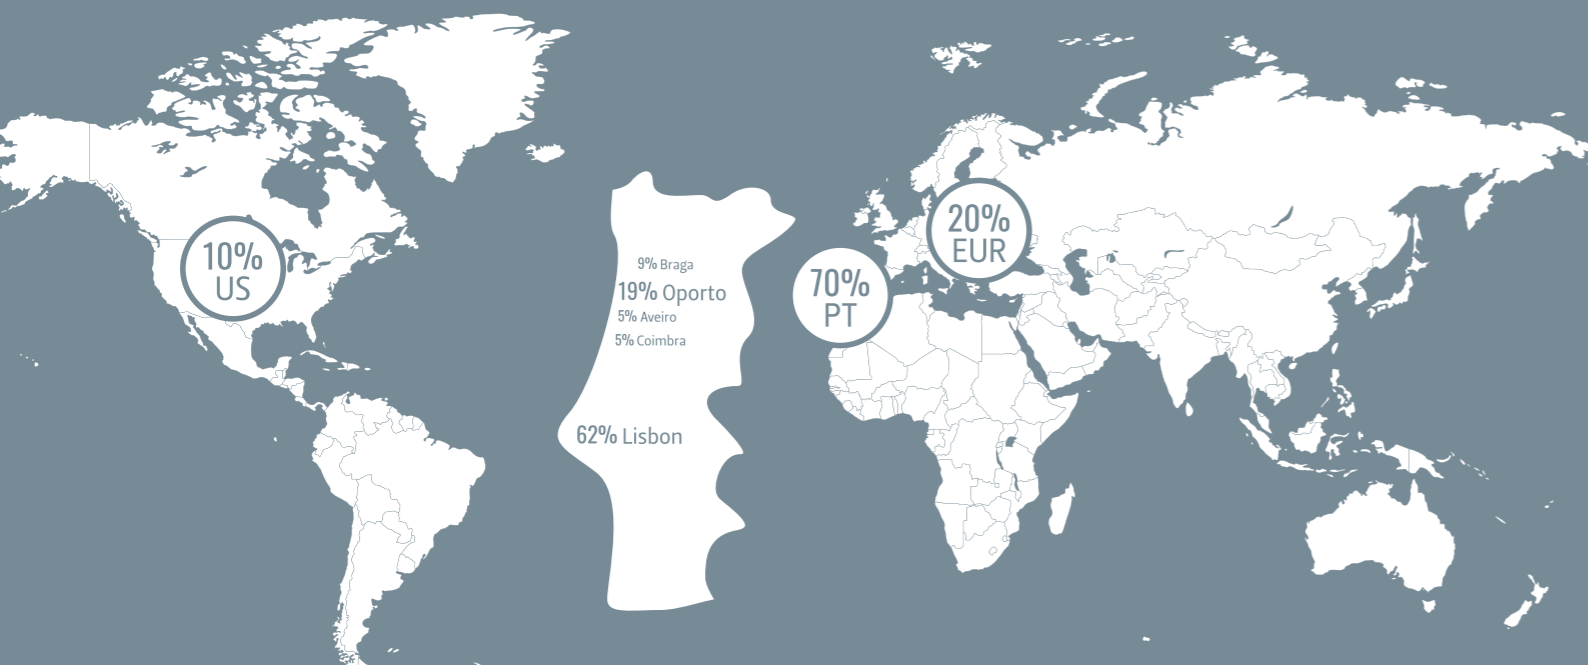 10%
US
9% Braga
19% Oporto
5% Aveiro
5% Coimbra
62% Lisbon
70%
PT
20%
EUR